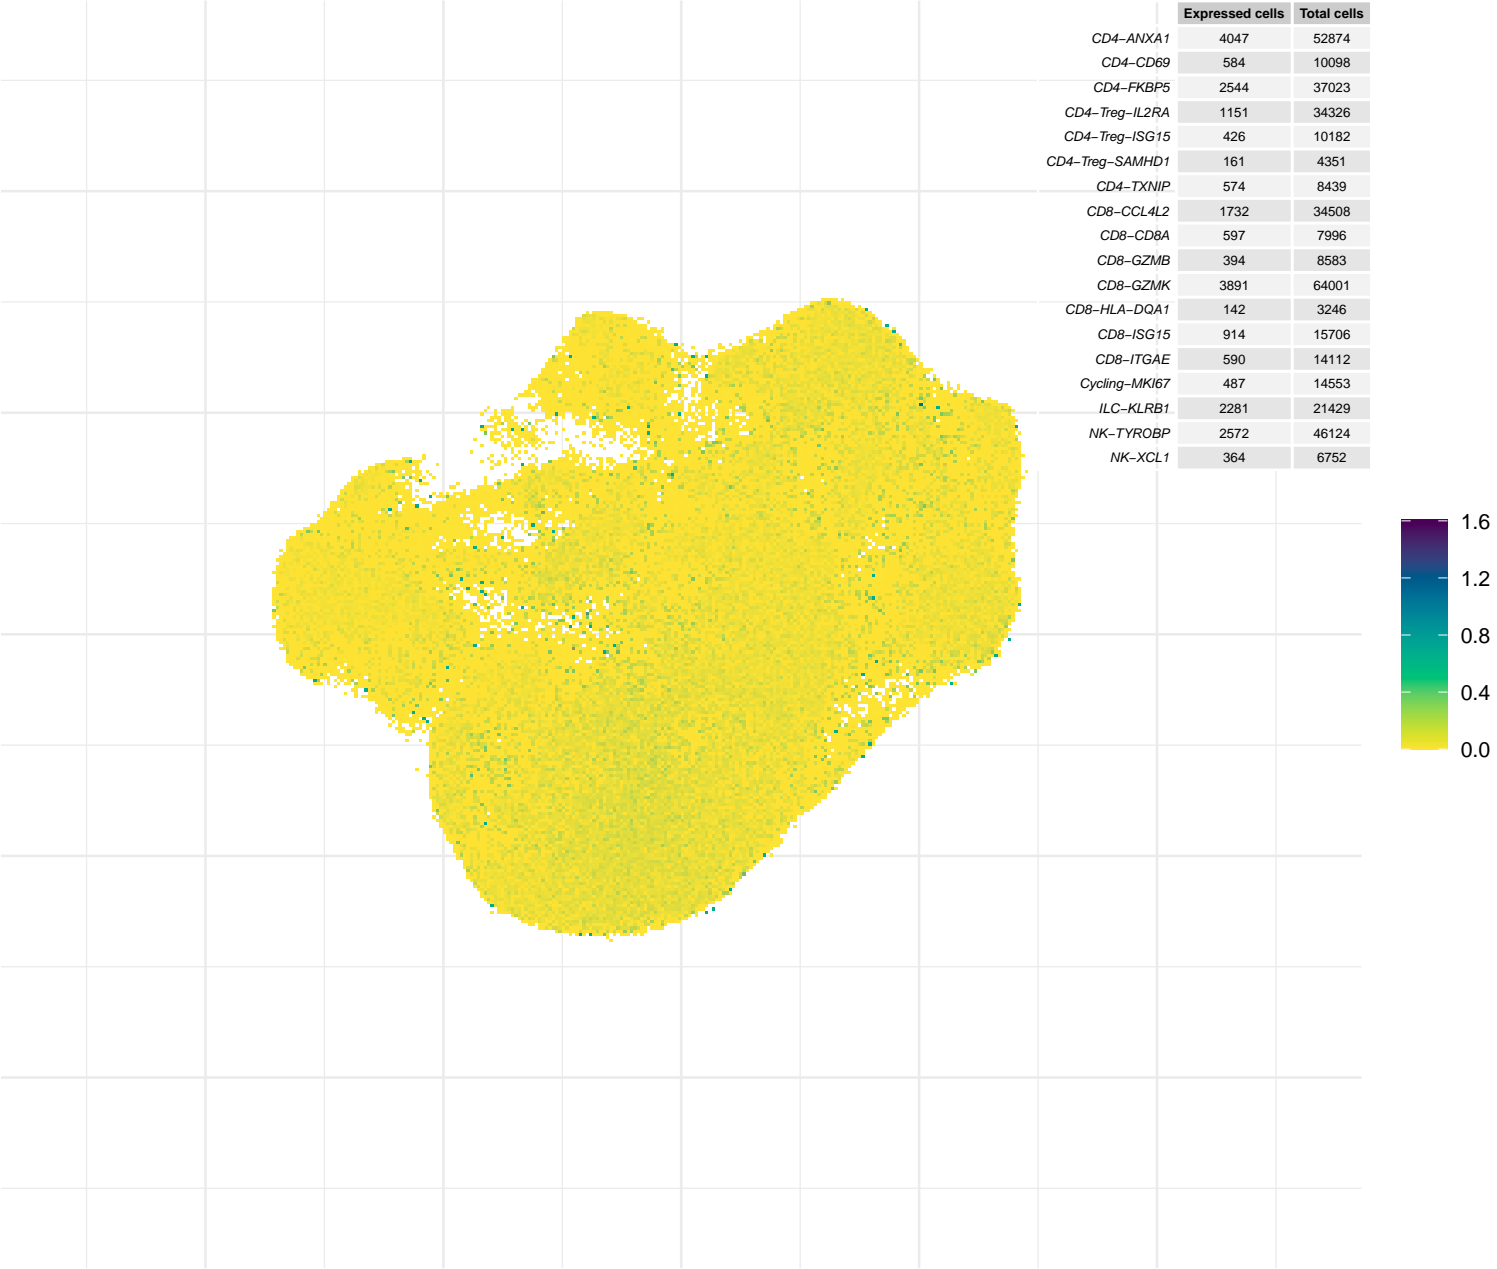 Expressed cells Total cells
CD4−ANXA1 4047 52874
CD4−CD69 584 10098
CD4−FKBP5 2544 37023
CD4−Treg−IL2RA 1151 34326
CD4−Treg−ISG15 426 10182
CD4−Treg−SAMHD1 161 4351
CD4−TXNIP 574 8439
CD8−CCL4L2 1732 34508
CD8−CD8A 597 7996
CD8−GZMB 394 8583
CD8−GZMK 3891 64001
CD8−HLA−DQA1 142 3246
CD8−ISG15 914 15706
CD8−ITGAE 590 14112
Cycling−MKI67 487 14553
ILC−KLRB1 2281 21429
NK−TYROBP 2572 46124
NK−XCL1 364 6752
1.6
1.2
0.8
0.4
0.0